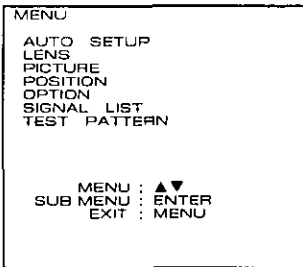 MENU
AUTO SETUP
LENS
PICTURE
POSITION
OPTION
SIGNAL LIST
TEST PATTERN
MENU : ▲▼
SUB MENU : ENTER
EXIT : MENU